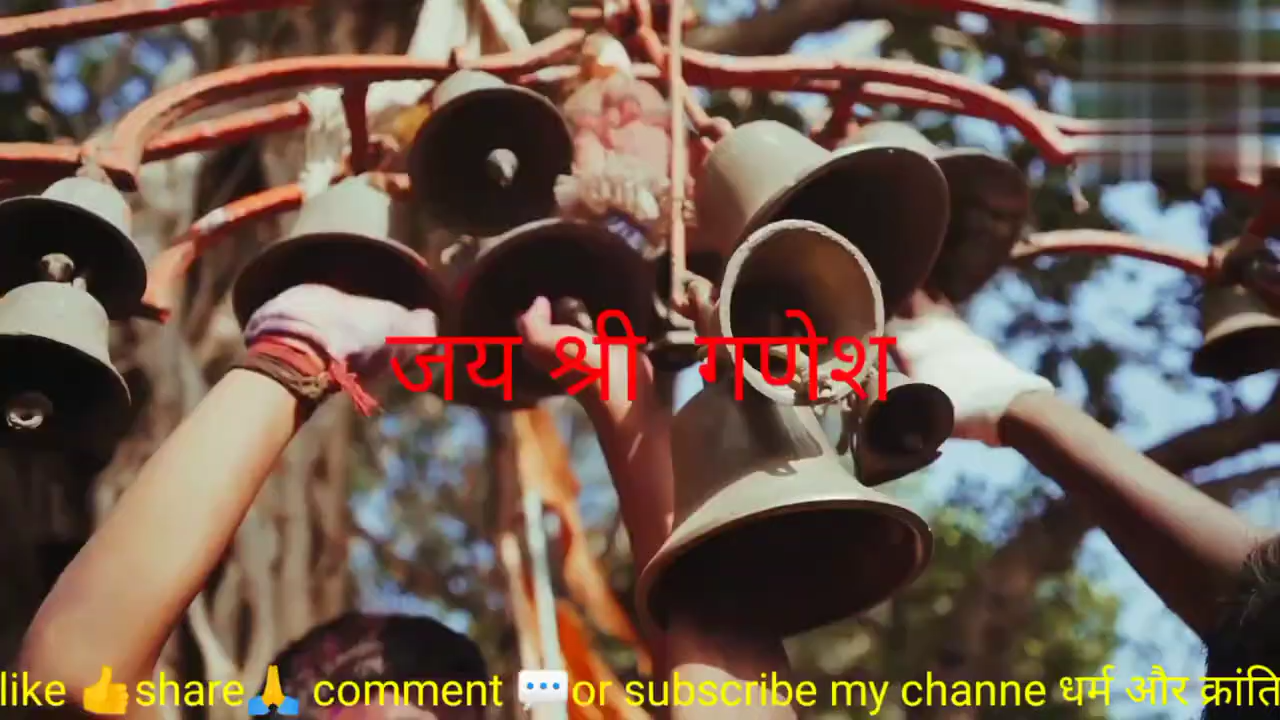 जय श्री गणेश
like 👍share🙏 comment 💬or subscribe my channe धर्म और क्रांति